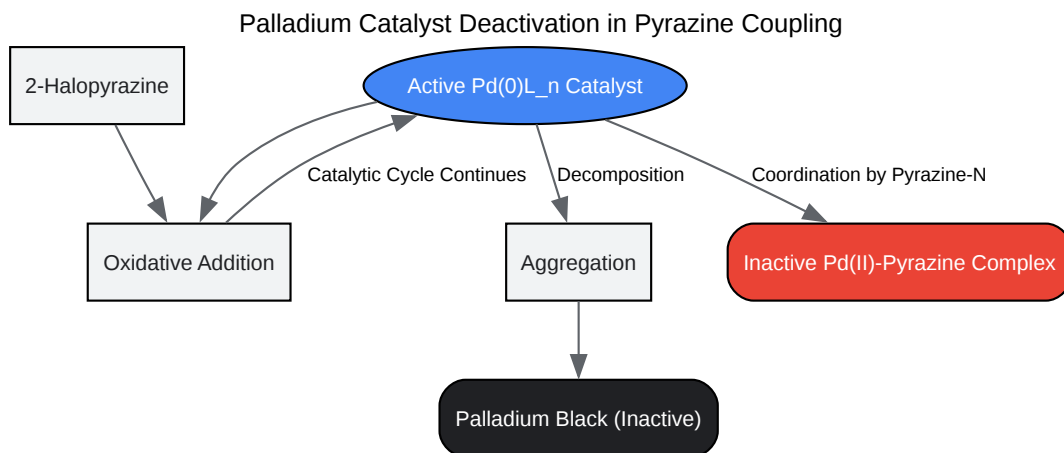 Palladium Catalyst Deactivation in Pyrazine Coupling
2-Halopyrazine
Active Pd(0)L_n Catalyst
Catalytic Cycle Continues
Decomposition
Coordination by Pyrazine-N
Oxidative Addition
Aggregation
Inactive Pd(II)-Pyrazine Complex
Palladium Black (Inactive)